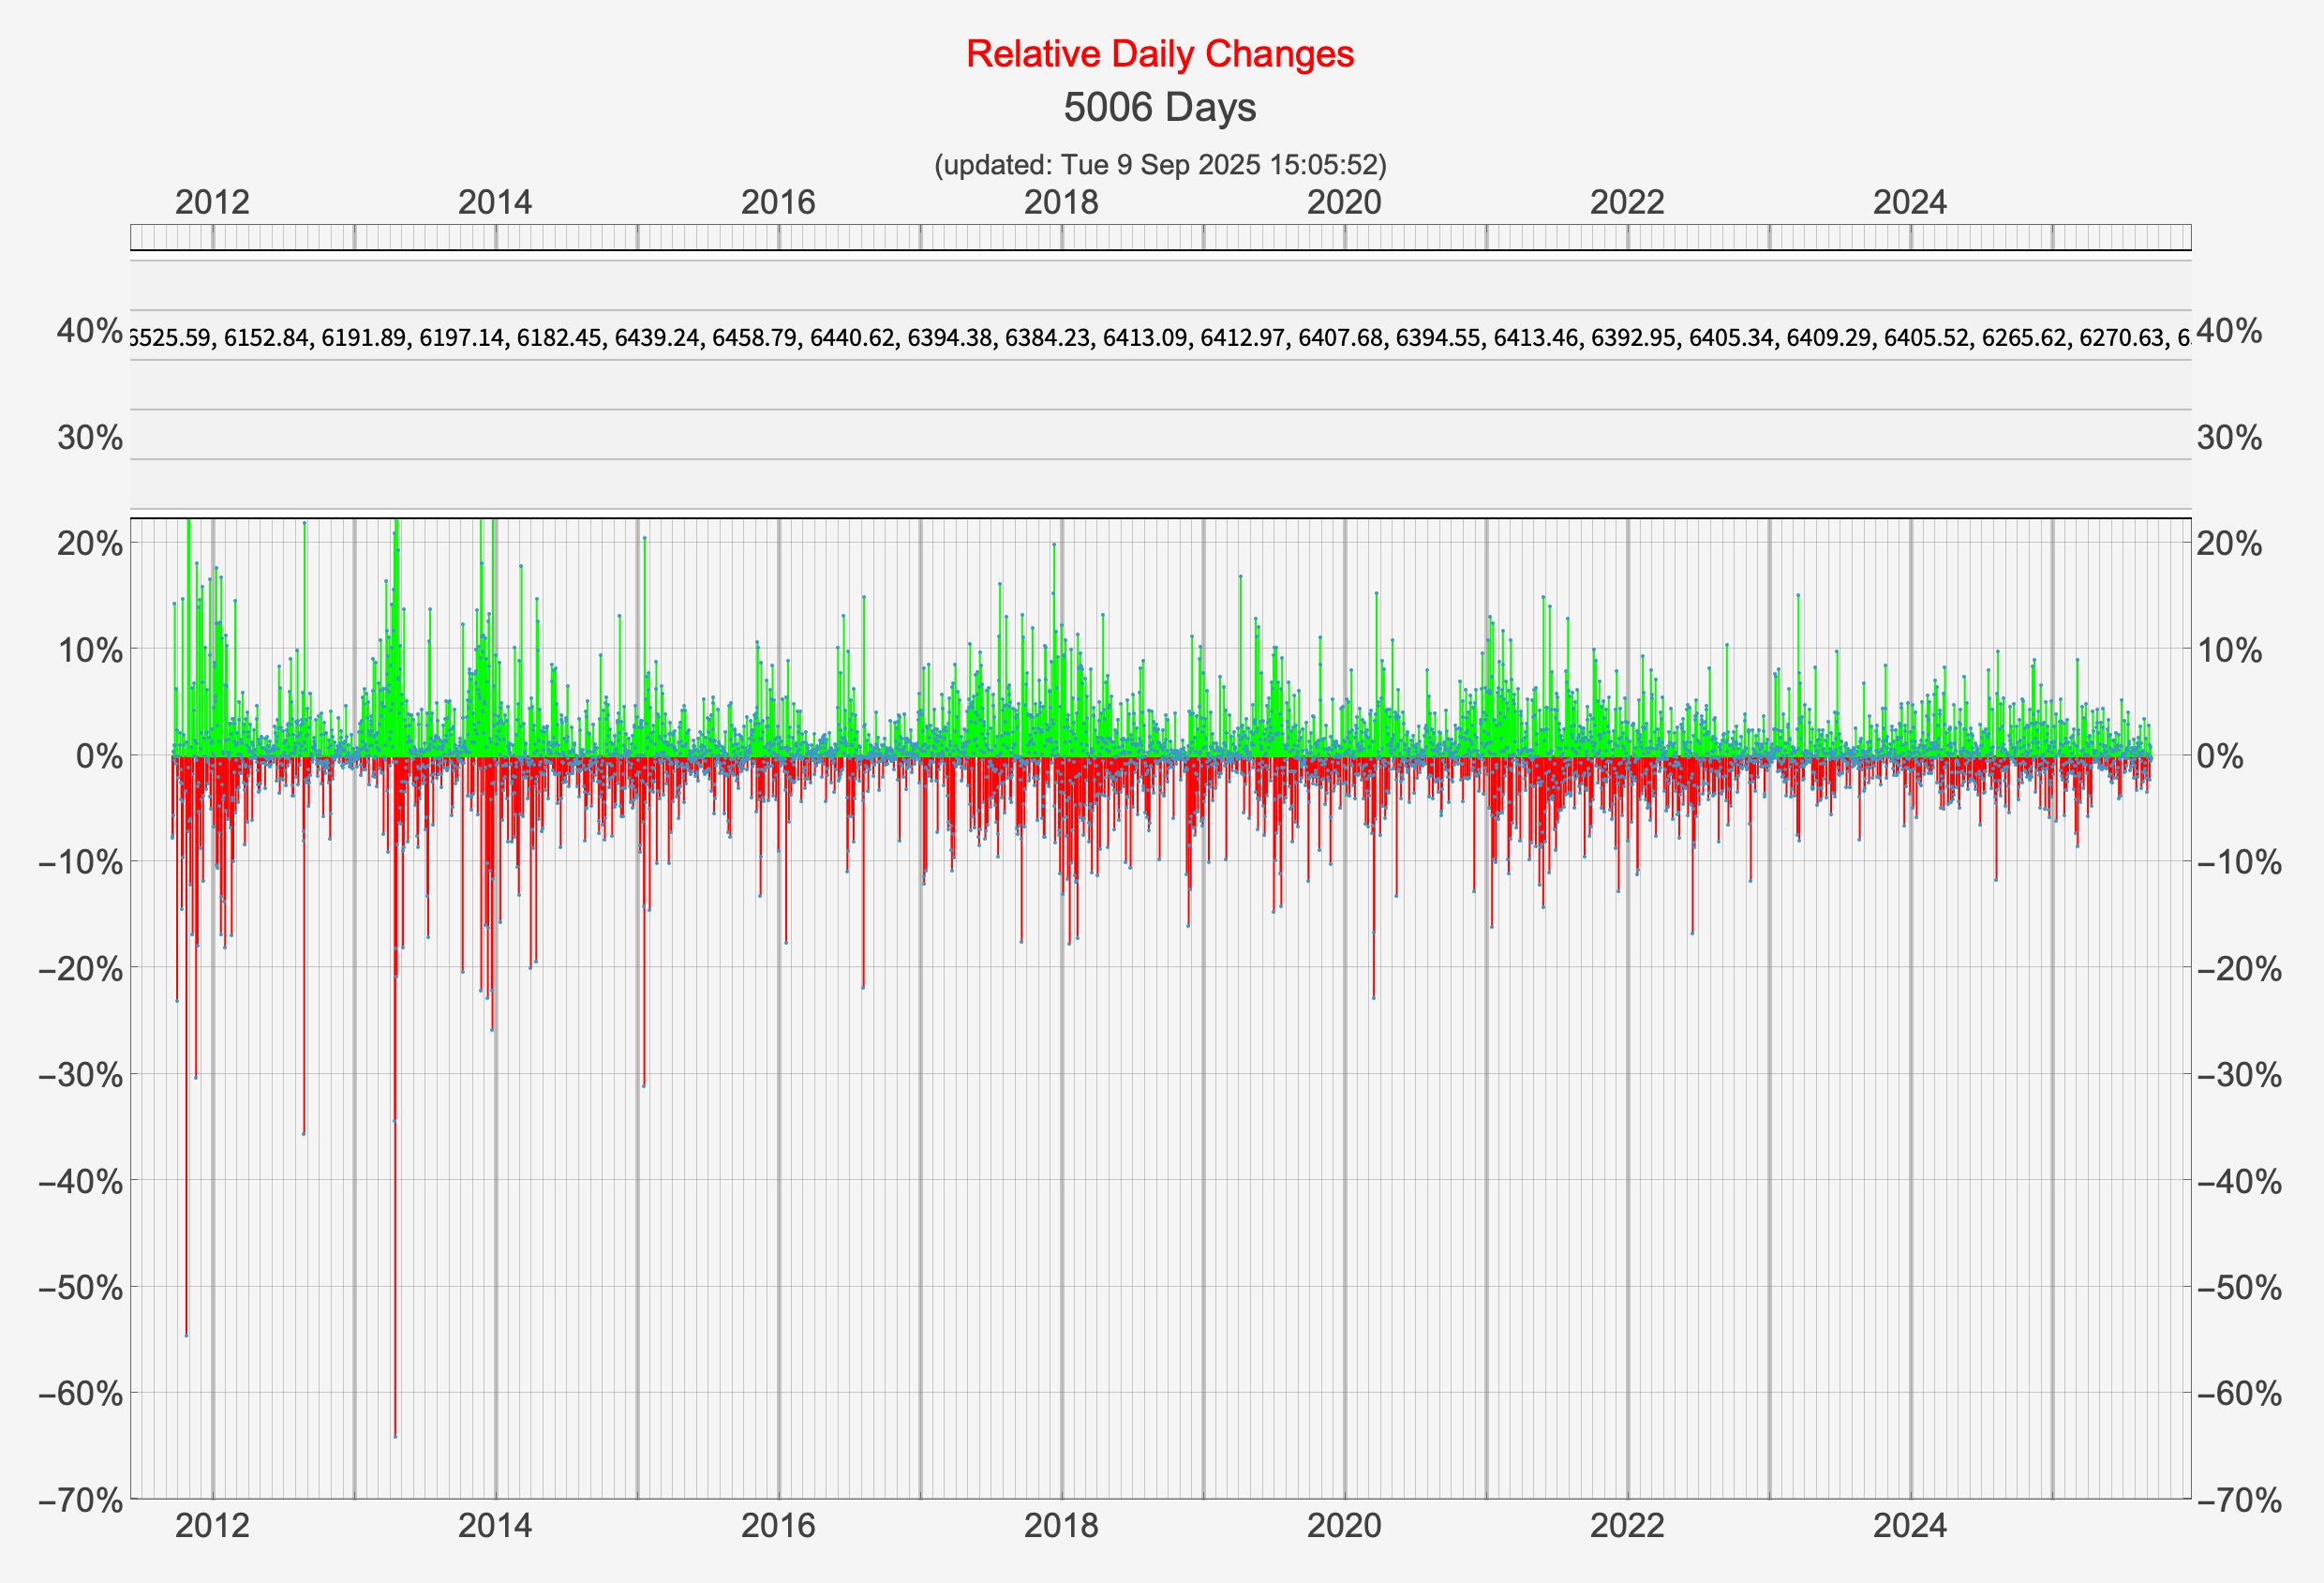 Relative Daily Changes
5006 Days
(updated: Tue 9 Sep 2025 15:05:52)
2012 2014 2016 2018 2020 2022 2024
40% 6525.59, 6152.84, 6191.89, 6197.14, 6182.45, 6439.24, 6458.79, 6440.62, 6394.38, 6384.23, 6413.09, 6412.97, 6407.68, 6394.55, 6413.46, 6392.95, 6405.34, 6409.29, 6405.52, 6265.62, 6270.63, 40%
30% 30%
20% 20%
10% 10%
0% 0%
−10% −10%
−20% −20%
−30% −30%
−40% −40%
−50% −50%
−60% −60%
−70% −70%
2012 2014 2016 2018 2020 2022 2024